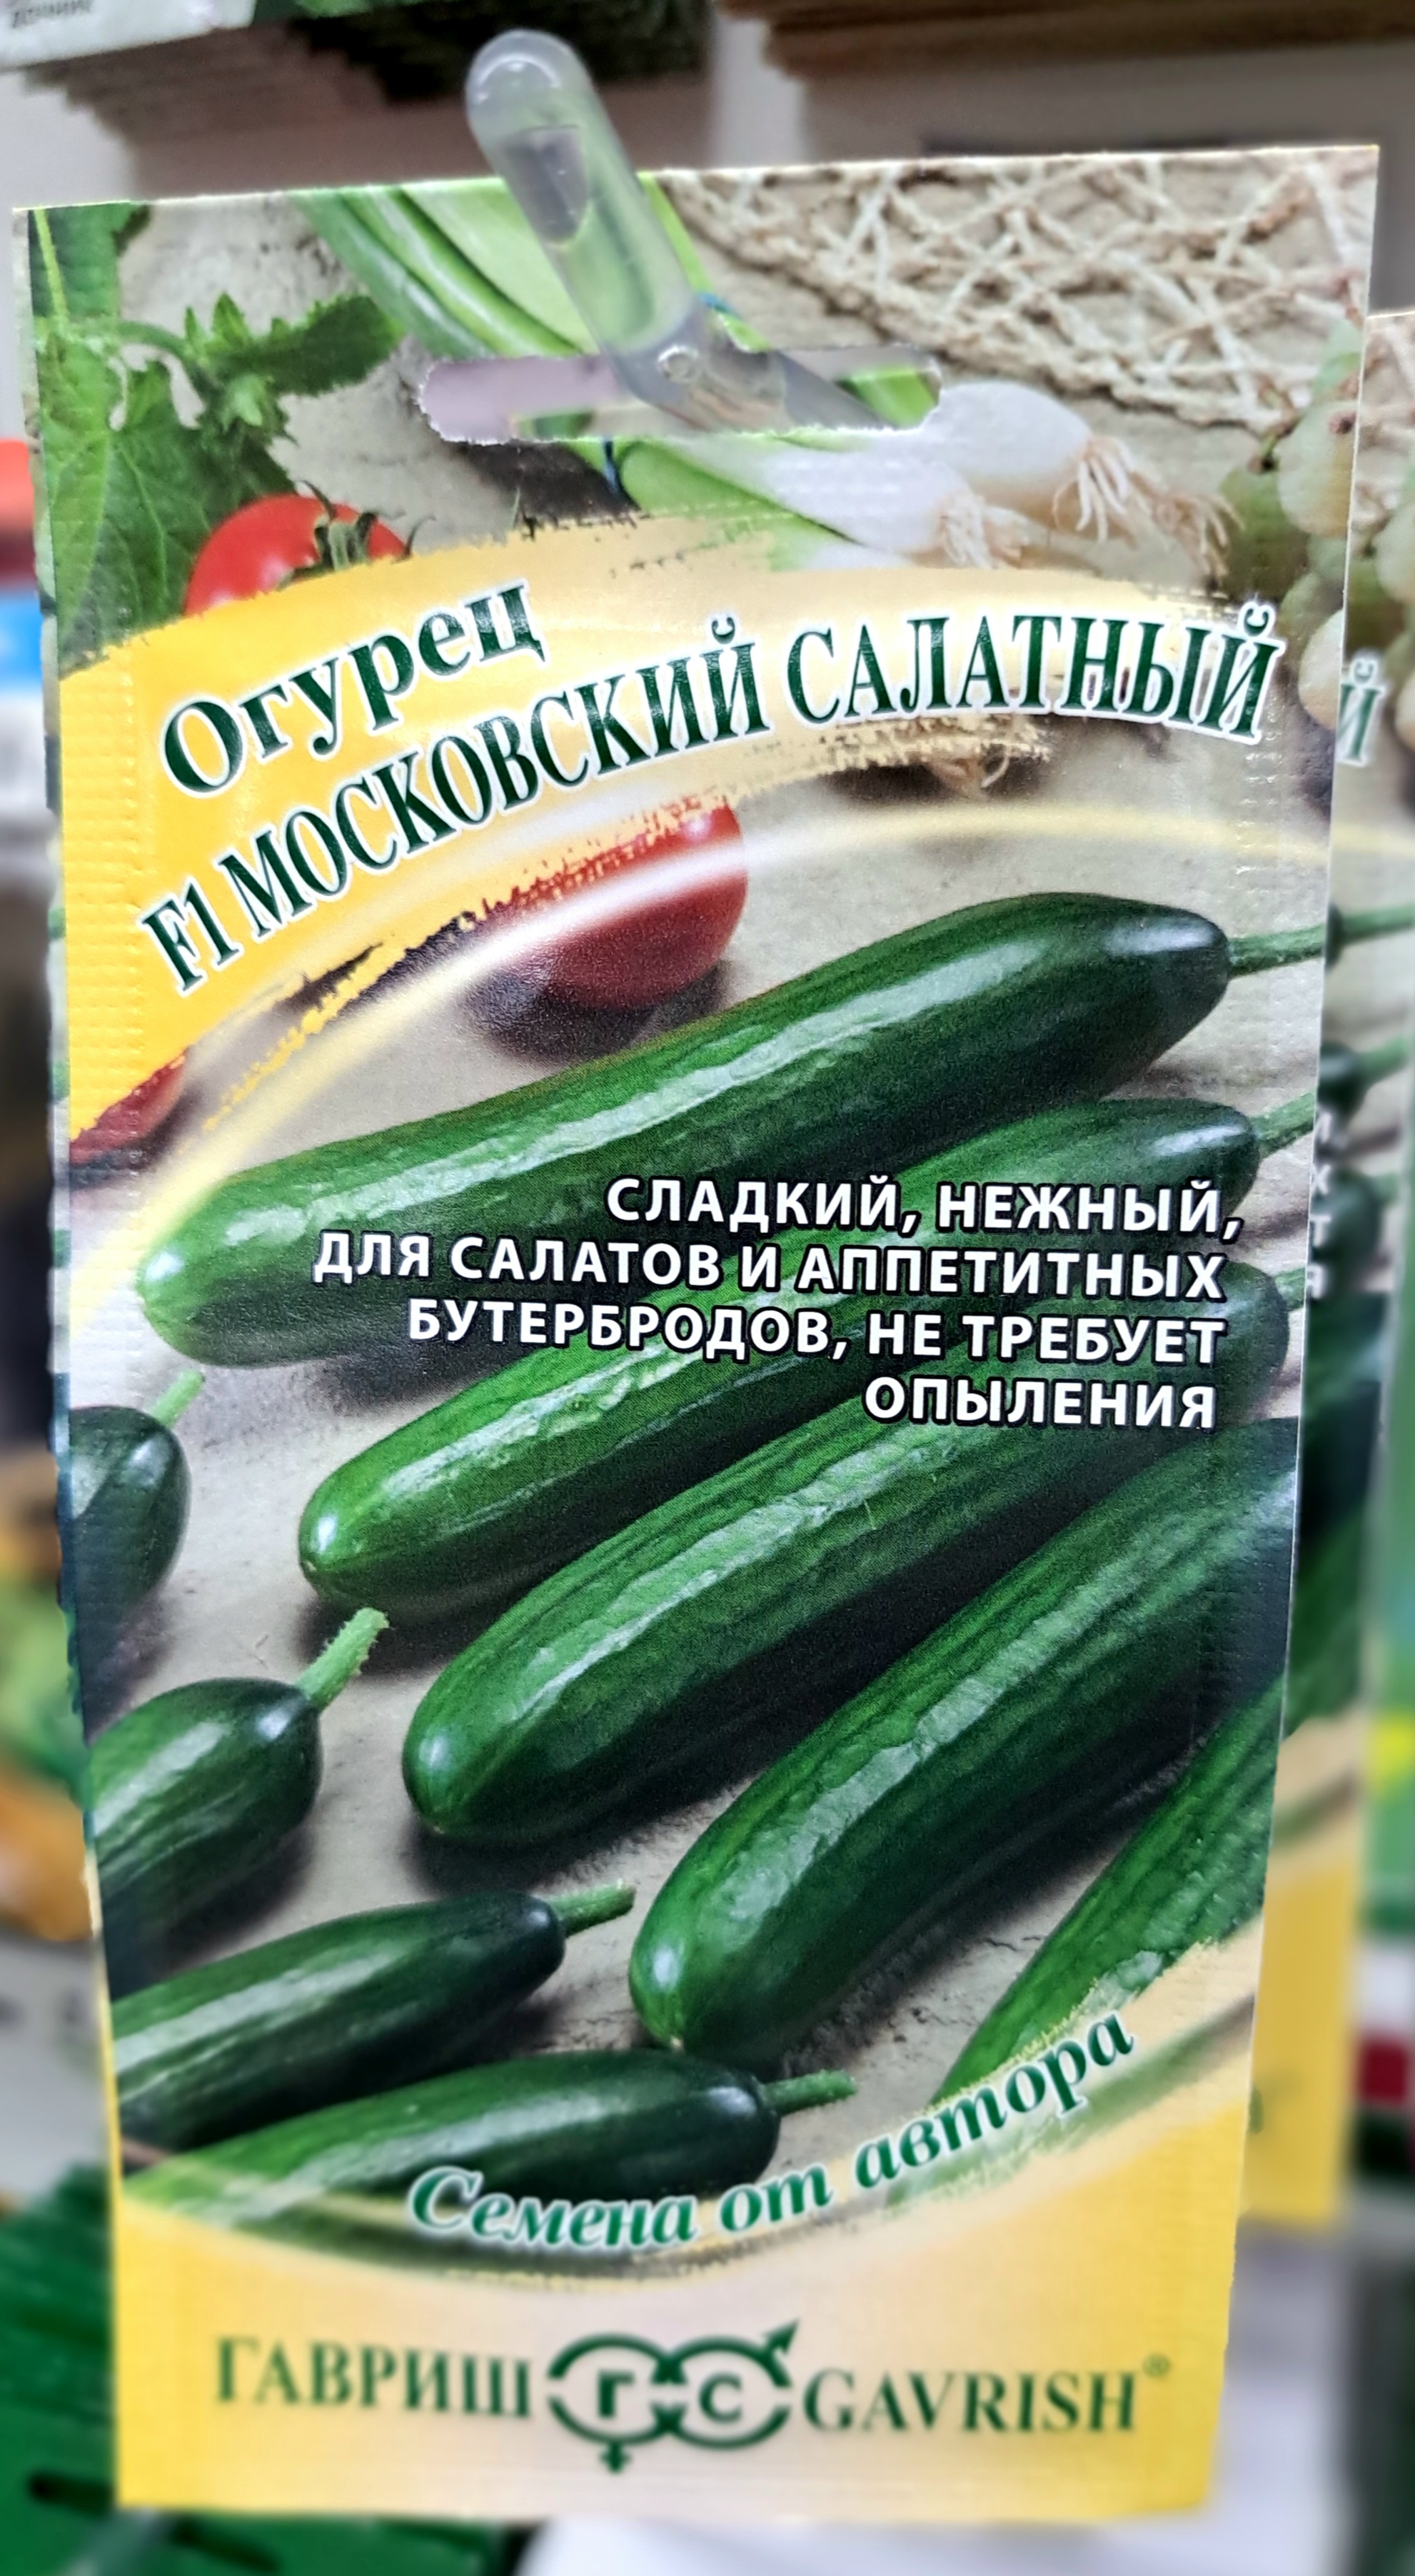 Огурец
F1 МОСКОВСКИЙ САЛАТНЫЙ
СЛАДКИЙ, НЕЖНЫЙ,
ДЛЯ САЛАТОВ И АППЕТИТНЫХ
БУТЕРБРОДОВ, НЕ ТРЕБУЕТ
ОПЫЛЕНИЯ
Семена от автора
ГАВРИШ ГС GAVRISH®